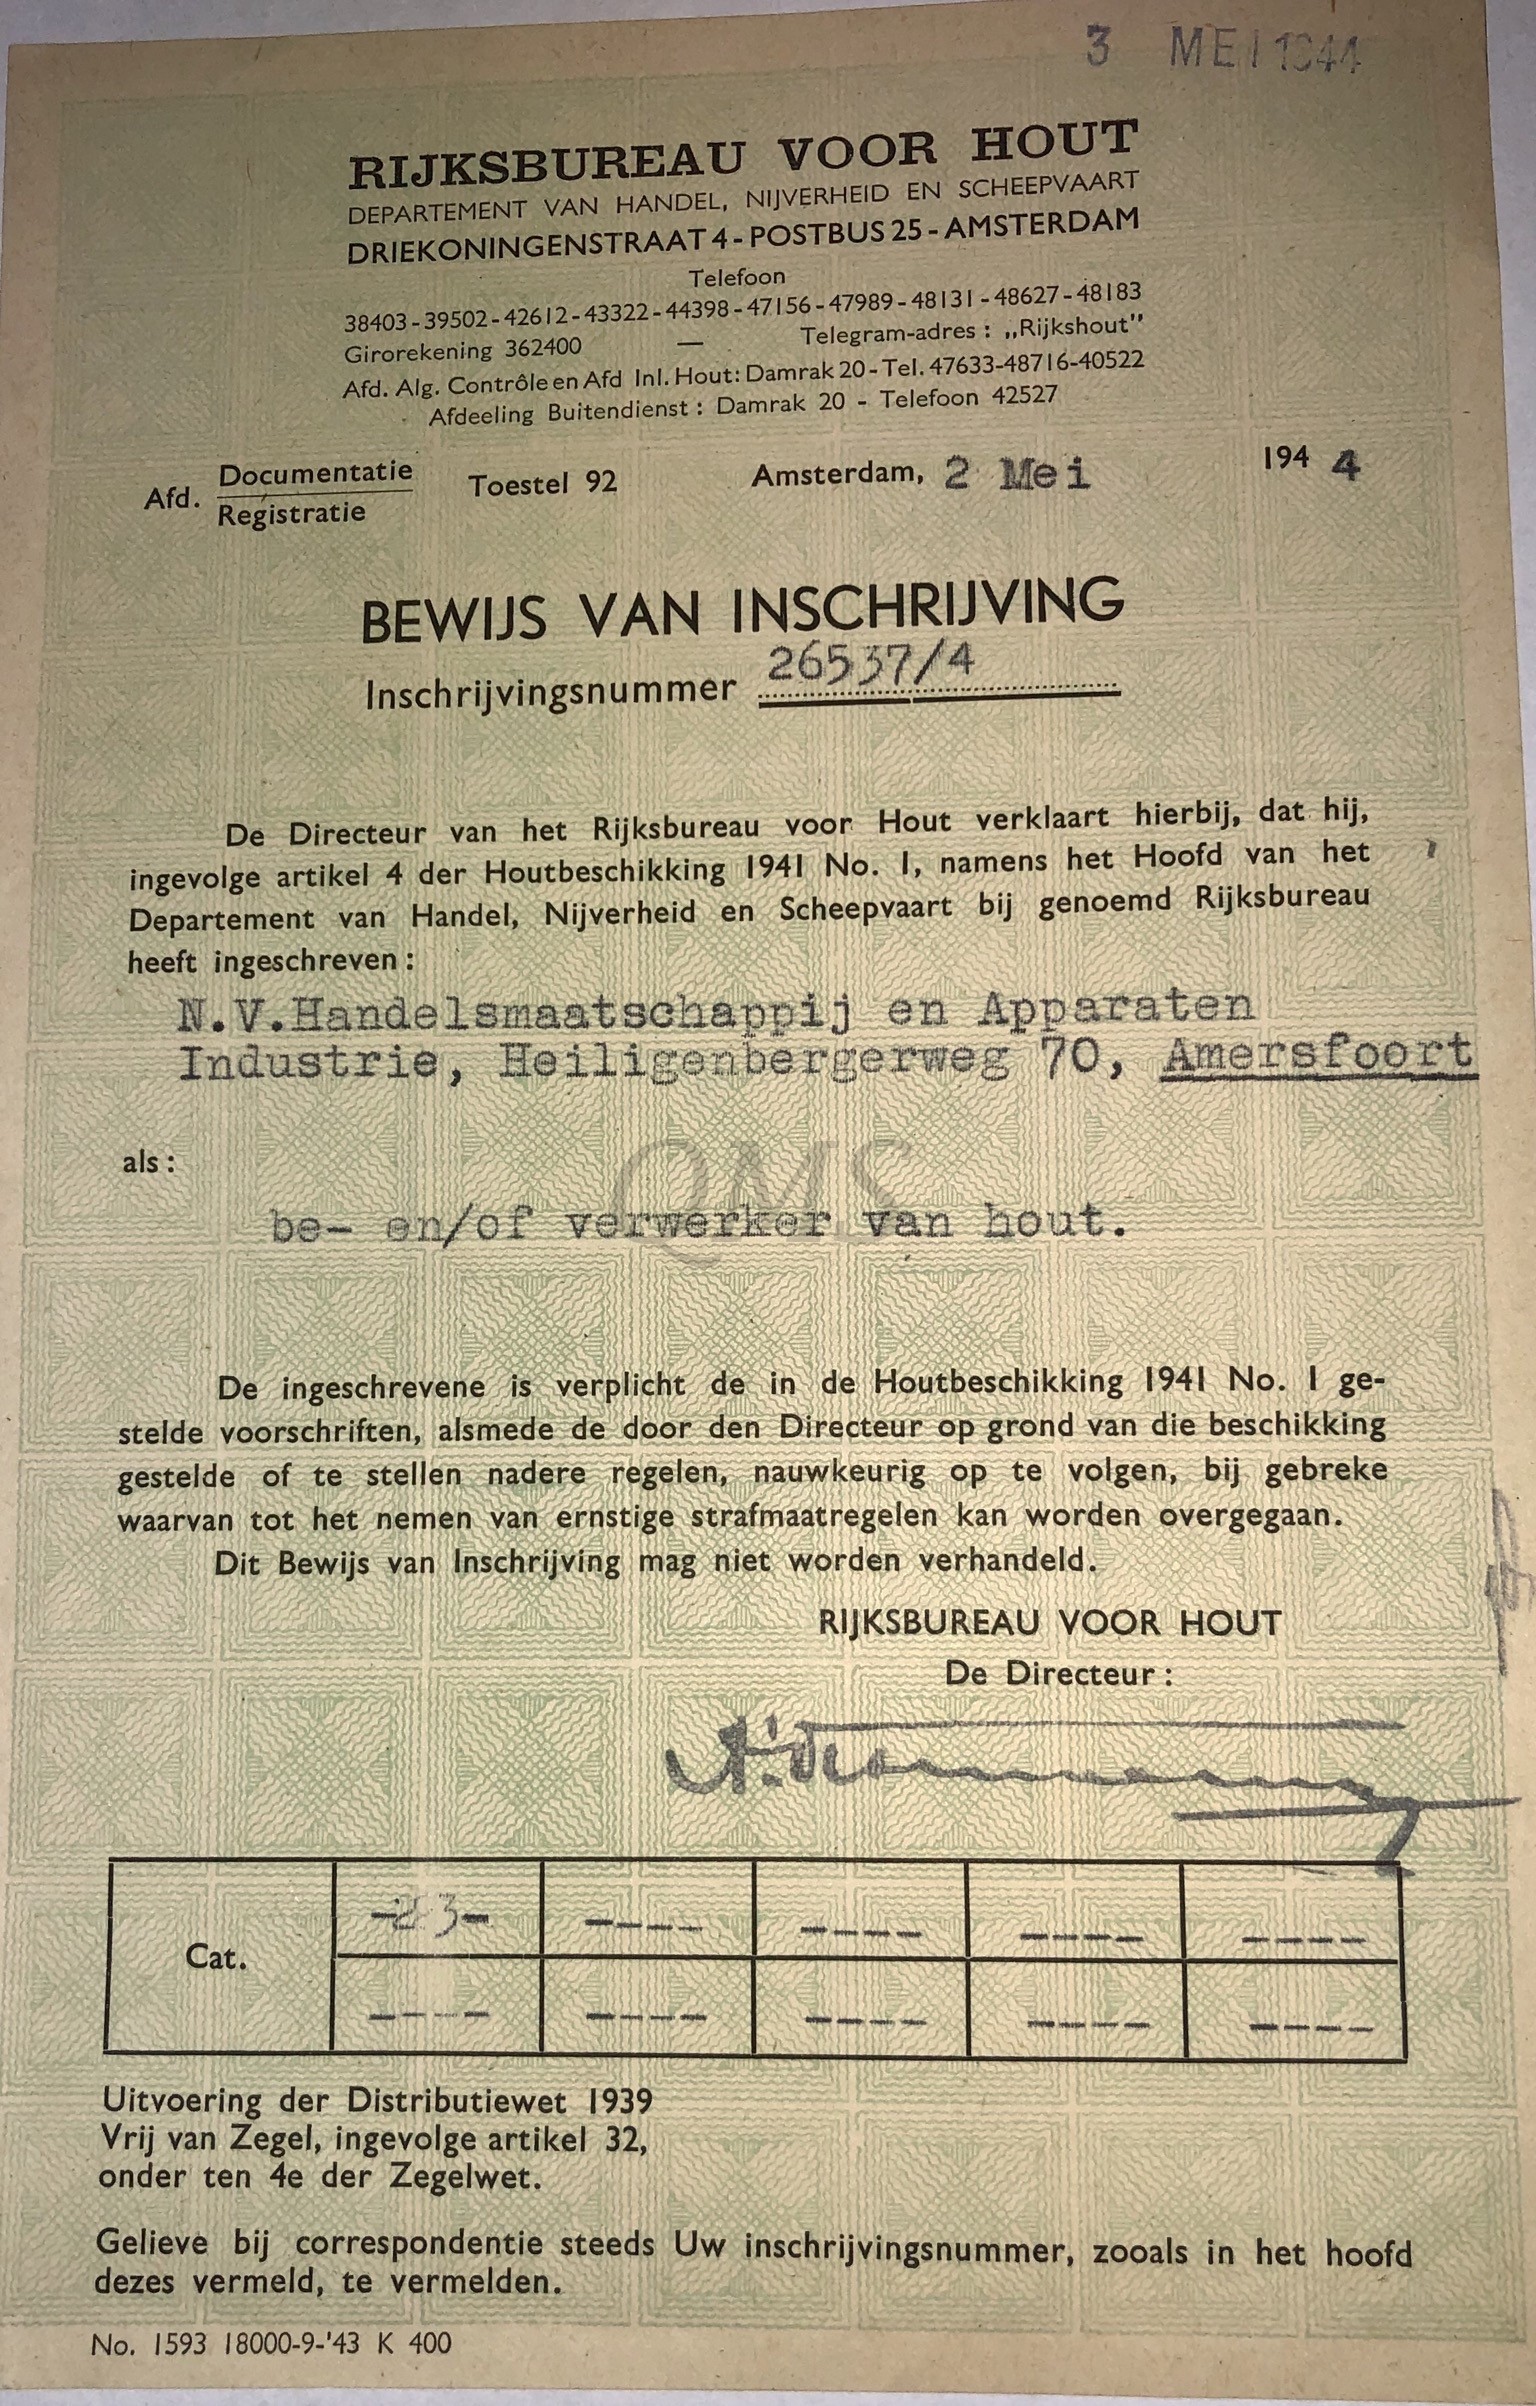 3 MEI 1944
RIJKSBUREAU VOOR HOUT
DEPARTEMENT VAN HANDEL, NIJVERHEID EN SCHEEPVAART
DRIEKONINGENSTRAAT 4 - POSTBUS 25 - AMSTERDAM
Telefoon
38403 - 39502 - 42612 - 43322 - 44398 - 47156 - 47989 - 48131 - 48627 - 48183
Girorekening 362400 — Telegram-adres : „Rijkshout”
Afd. Alg. Contrôle en Afd Inl. Hout: Damrak 20 - Tel. 47633-48716-40522
Afdeeling Buitendienst : Damrak 20 - Telefoon 42527
Afd. Documentatie
Registratie
Toestel 92 Amsterdam, 2 Mei 1944
BEWIJS VAN INSCHRIJVING
Inschrijvingsnummer 26537/4
De Directeur van het Rijksbureau voor Hout verklaart hierbij, dat hij,
ingevolge artikel 4 der Houtbeschikking 1941 No. 1, namens het Hoofd van het
Departement van Handel, Nijverheid en Scheepvaart bij genoemd Rijksbureau
heeft ingeschreven :
N.V.Handelsmaatschappij en Apparaten
Industrie, Heiligenbergerweg 70, Amersfoort
als :
QMS
be- en/of verwerker van hout.
De ingeschrevene is verplicht de in de Houtbeschikking 1941 No. 1 ge-
stelde voorschriften, alsmede de door den Directeur op grond van die beschikking
gestelde of te stellen nadere regelen, nauwkeurig op te volgen, bij gebreke
waarvan tot het nemen van ernstige strafmaatregelen kan worden overgegaan.
Dit Bewijs van Inschrijving mag niet worden verhandeld.
RIJKSBUREAU VOOR HOUT
De Directeur :
Cat.
-23- ---- ---- ---- ----
---- ---- ---- ---- ----
Uitvoering der Distributiewet 1939
Vrij van Zegel, ingevolge artikel 32,
onder ten 4e der Zegelwet.
Gelieve bij correspondentie steeds Uw inschrijvingsnummer, zooals in het hoofd
dezes vermeld, te vermelden.
No. 1593 18000-9-'43 K 400